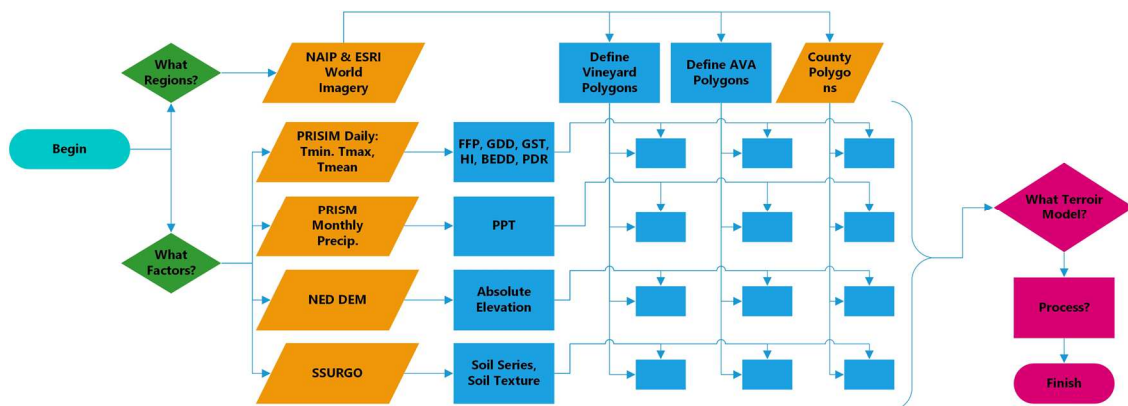 What
Regions?
NAIP & ESRI
World
Imagery
Define
Vineyard
Polygons
Define AVA
Polygons
County
Polygo
ns
Begin
PRISIM Daily:
Tmin. Tmax,
Tmean
FFP, GDD, GST,
HI, BEDD, PDR
What
Factors?
PRISM
Monthly
Precip.
PPT
What Terroir
Model?
NED DEM
Absolute
Elevation
Process?
SSURGO
Soil Series,
Soil Texture
Finish